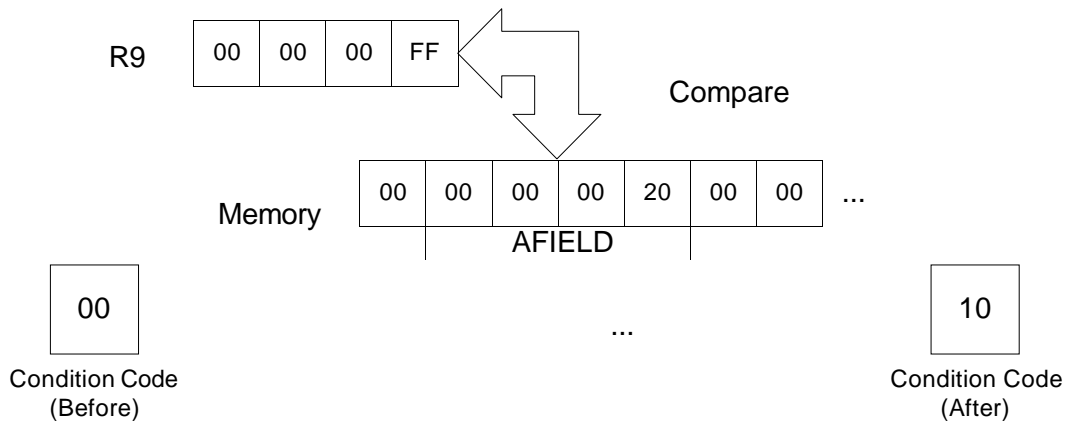 R9 00 00 00 FF
Compare
Memory 00 00 00 00 20 00 00 ...
AFIELD
00 ... 10
Condition Code Condition Code
(Before) (After)